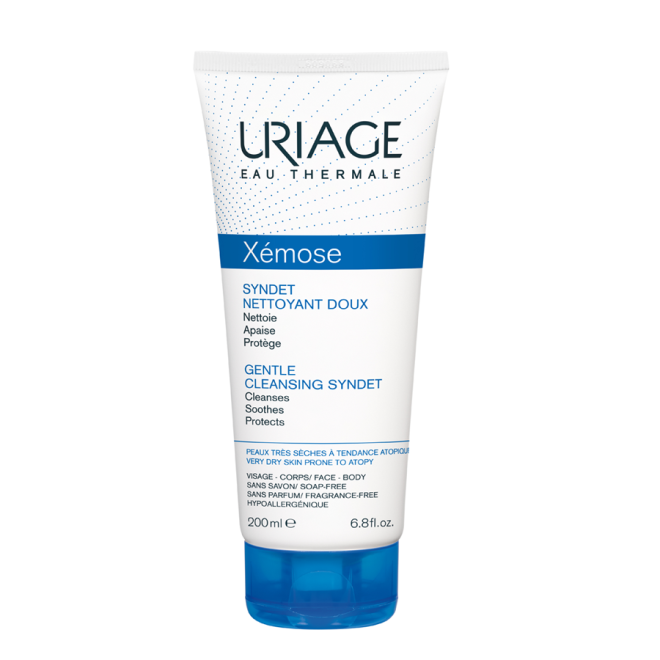 URIAGE
EAU THERMALE
Xémose
SYNDET
NETTOYANT DOUX
Nettoie
Apaise
Protège
GENTLE
CLEANSING SYNDET
Cleanses
Soothes
Protects
PEAUX TRÈS SÈCHES À TENDANCE ATOPIQU
VERY DRY SKIN PRONE TO ATOPY
VISAGE - CORPS/ FACE - BODY
SANS SAVON/ SOAP-FREE
SANS PARFUM/ FRAGRANCE-FREE
HYPOALLERGÉNIQUE
200ml ℮ 6.8fl.oz.